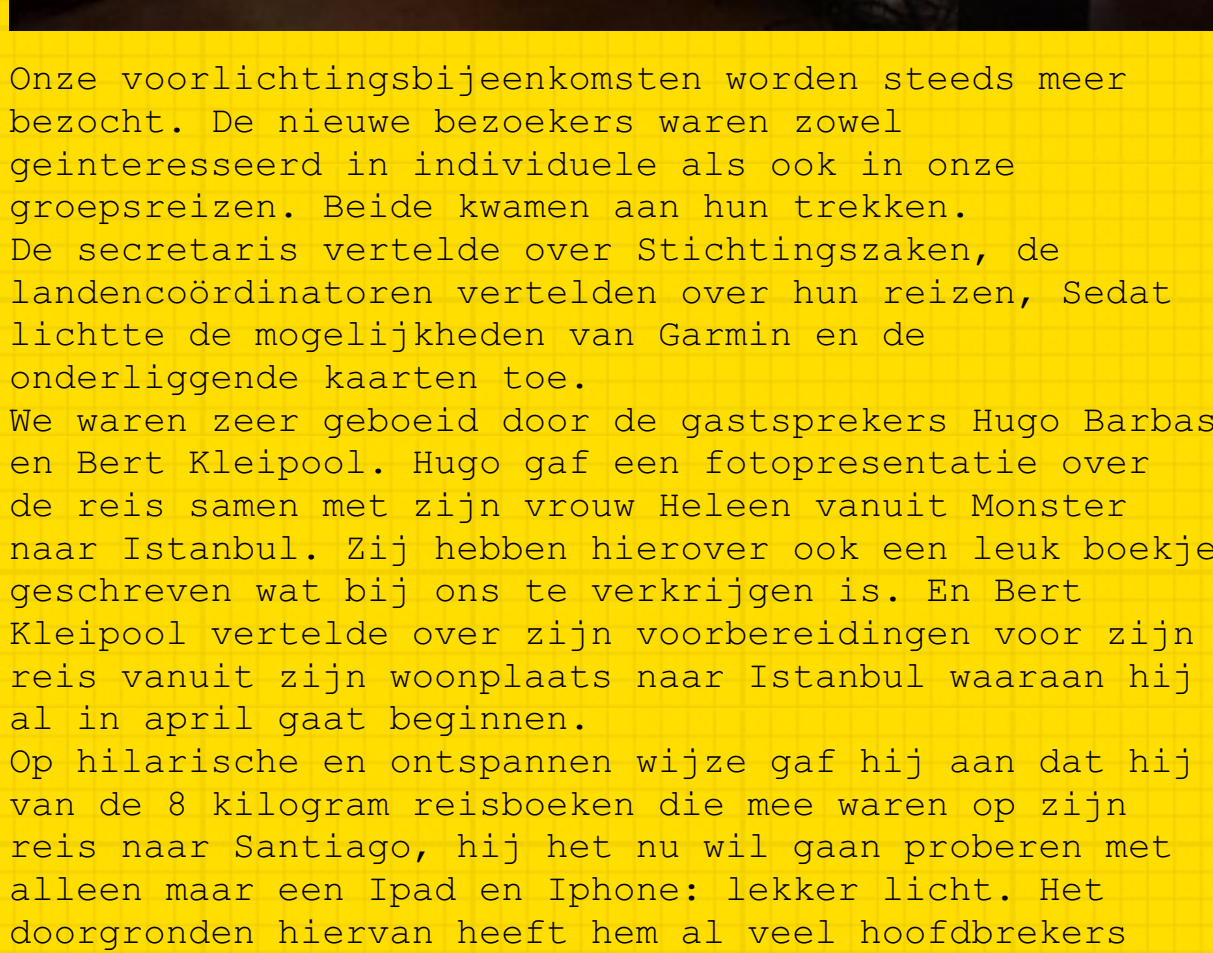 Onze voorlichtingsbijeenkomsten worden steeds meer
bezocht. De nieuwe bezoekers waren zowel
geinteresseerd in individuele als ook in onze
groepsreizen. Beide kwamen aan hun trekken.
De secretaris vertelde over Stichtingszaken, de
landencoördinatoren vertelden over hun reizen, Sedat
lichtte de mogelijkheden van Garmin en de
onderliggende kaarten toe.
We waren zeer geboeid door de gastsprekers Hugo Barbas
en Bert Kleipool. Hugo gaf een fotopresentatie over
de reis samen met zijn vrouw Heleen vanuit Monster
naar Istanbul. Zij hebben hierover ook een leuk boekje
geschreven wat bij ons te verkrijgen is. En Bert
Kleipool vertelde over zijn voorbereidingen voor zijn
reis vanuit zijn woonplaats naar Istanbul waaraan hij
al in april gaat beginnen.
Op hilarische en ontspannen wijze gaf hij aan dat hij
van de 8 kilogram reisboeken die mee waren op zijn
reis naar Santiago, hij het nu wil gaan proberen met
alleen maar een Ipad en Iphone: lekker licht. Het
doorgronden hiervan heeft hem al veel hoofdbrekers